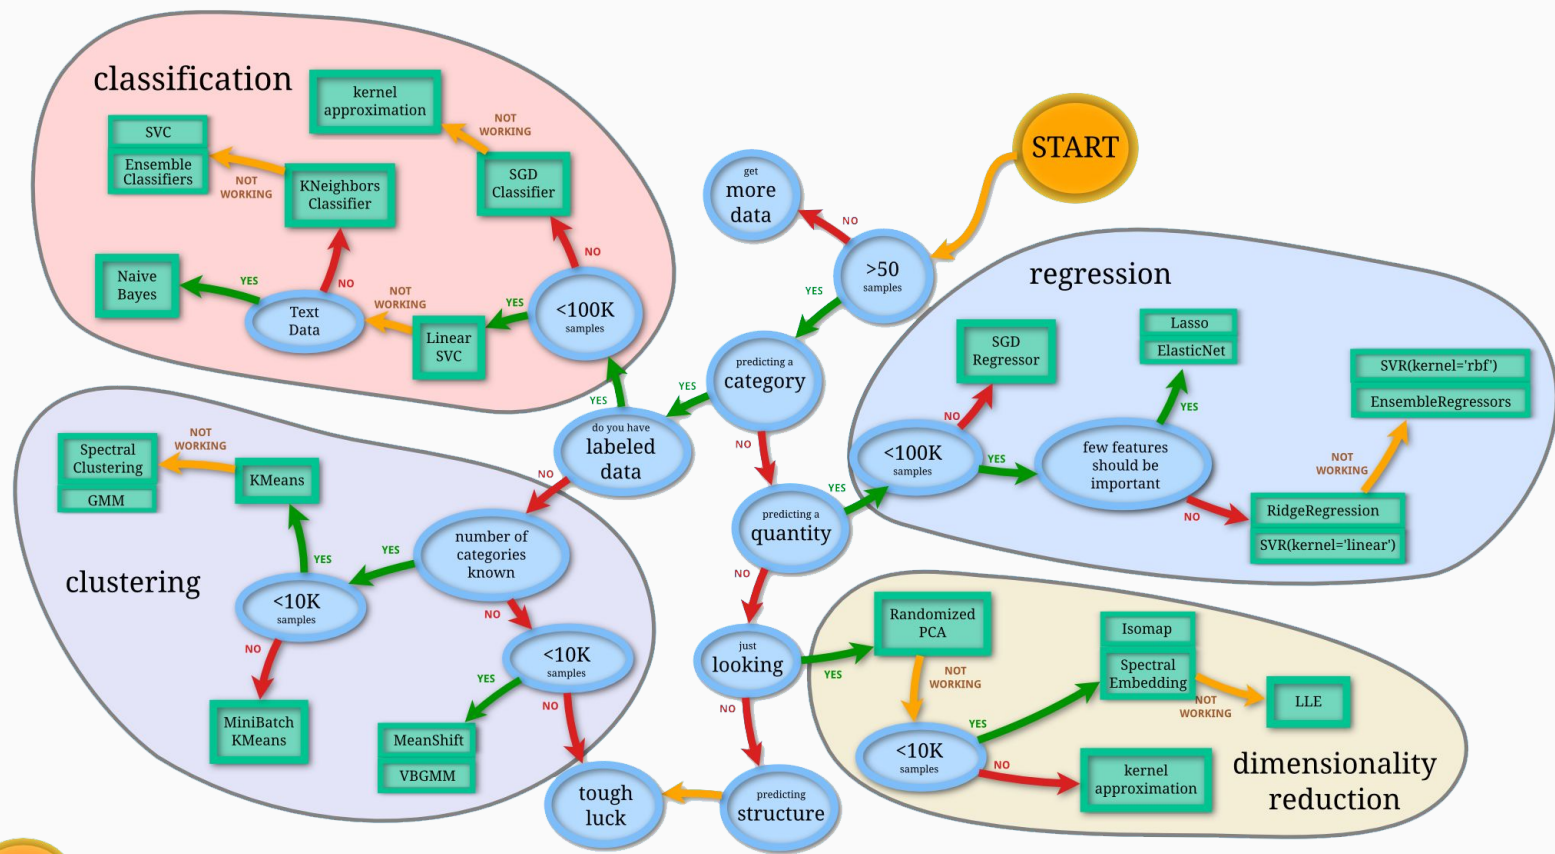 classification
kernel
approximation
NOT
WORKING
SVC
Ensemble
Classifiers
NOT
WORKING
KNeighbors
Classifier
SGD
Classifier
NO
Naive
Bayes
YES
NO
Text
Data
NOT
WORKING
Linear
SVC
YES
<100K
samples
START
get
more
data
NO
>50
samples
YES
predicting a
category
YES
NO
YES
do you have
labeled
data
NO
predicting a
quantity
YES
NO
just
looking
YES
NO
predicting
structure
tough
luck
regression
SGD
Regressor
NO
<100K
samples
YES
Lasso
ElasticNet
YES
few features
should be
important
NO
SVR(kernel='rbf')
EnsembleRegressors
NOT
WORKING
RidgeRegression
SVR(kernel='linear')
clustering
Spectral
Clustering
GMM
NOT
WORKING
KMeans
YES
<10K
samples
YES
number of
categories
known
NO
NO
MiniBatch
KMeans
<10K
samples
YES
NO
MeanShift
VBGMM
Randomized
PCA
NOT
WORKING
<10K
samples
YES
NO
Isomap
Spectral
Embedding
NOT
WORKING
LLE
kernel
approximation
dimensionality
reduction